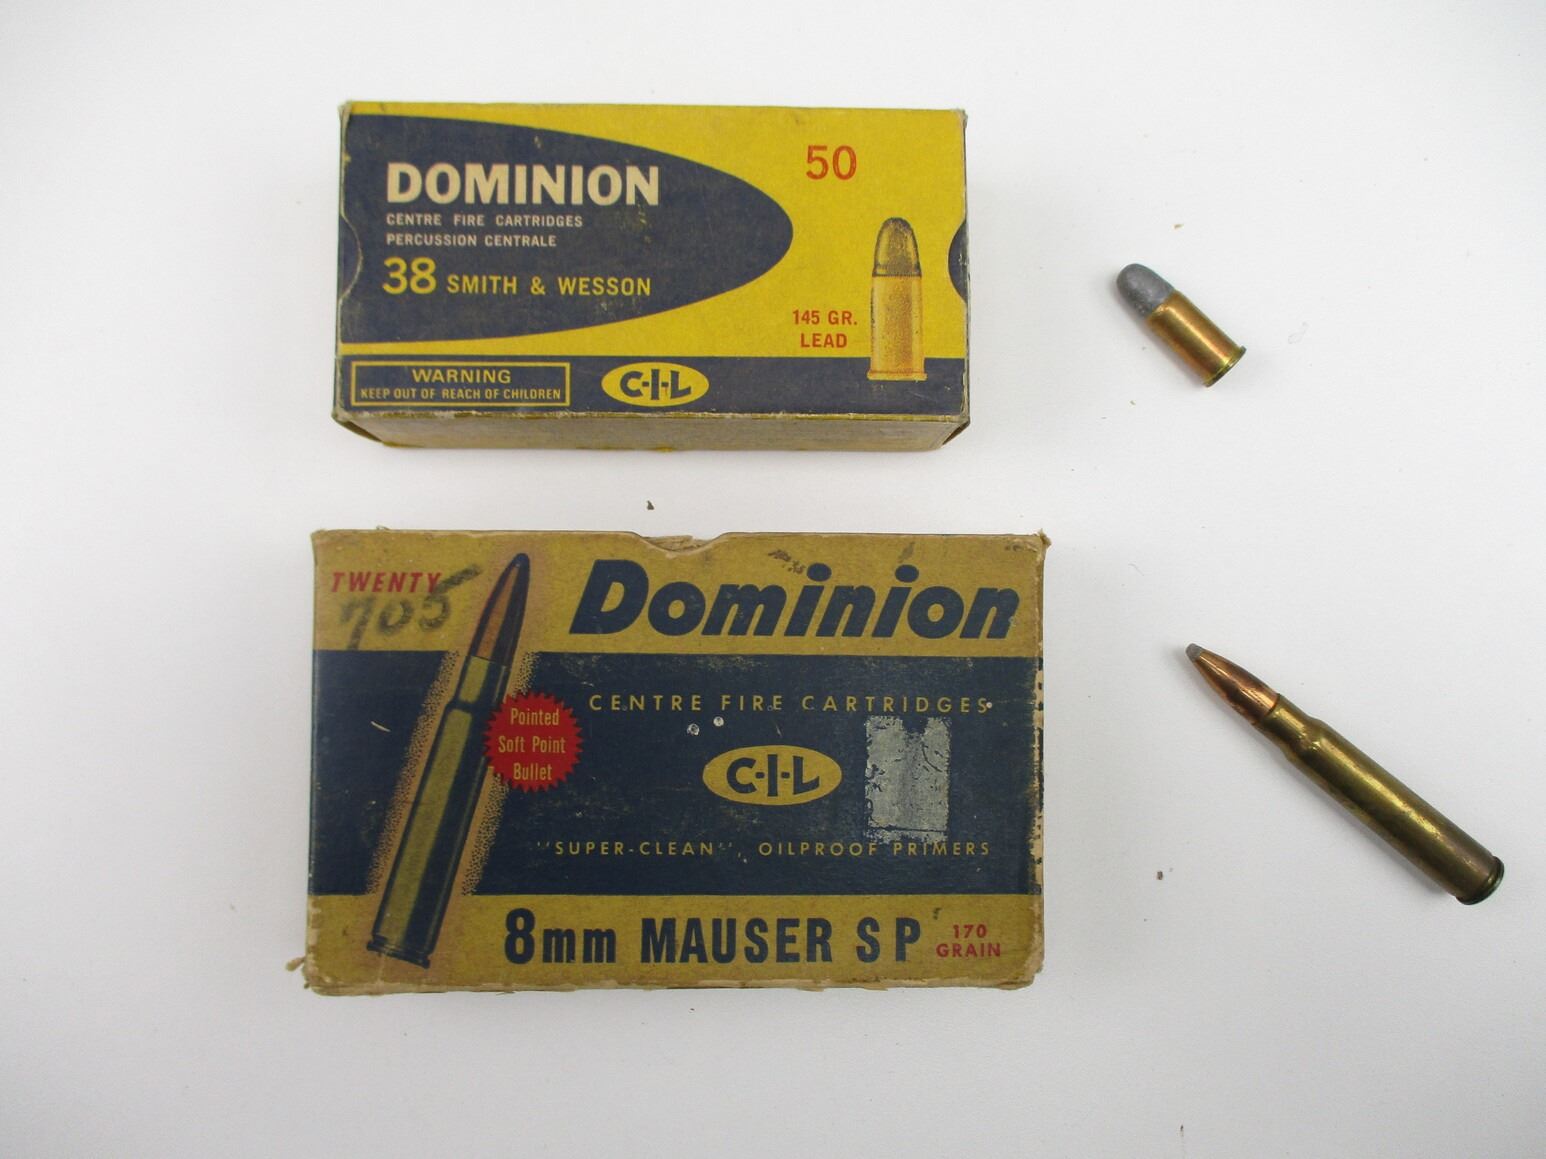 DOMINION
CENTRE FIRE CARTRIDGES
PERCUSSION CENTRALE
38 SMITH & WESSON
50
145 GR.
LEAD
WARNING
KEEP OUT OF REACH OF CHILDREN
C-I-L
TWENTY
705
Dominion
Pointed
Soft Point
Bullet
CENTRE FIRE CARTRIDGES
C-I-L
"SUPER-CLEAN", OILPROOF PRIMERS
8mm MAUSER SP
170
GRAIN